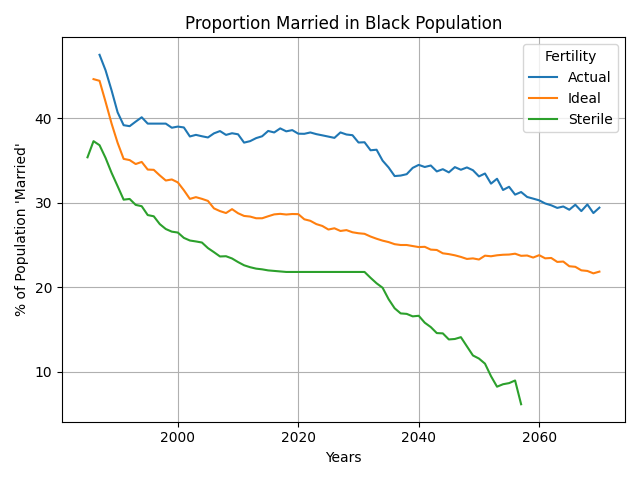 Proportion Married in Black Population
% of Population 'Married'
40
30
20
10
Fertility
Actual
Ideal
Sterile
2000
2020
2040
2060
Years